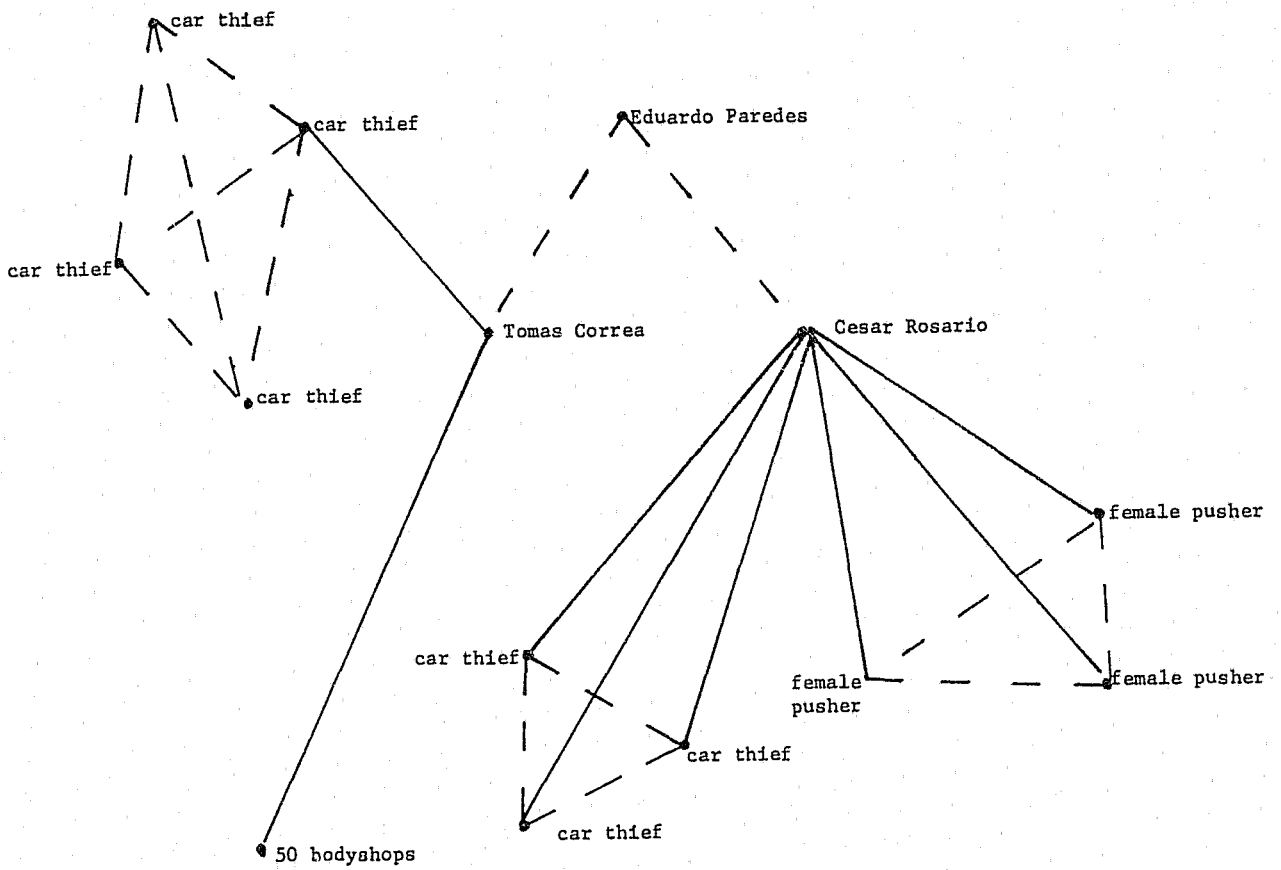 car thief
car thief
Eduardo Paredes
car thief
Tomas Correa
Cesar Rosario
car thief
female pusher
car thief
female
pusher
female pusher
car thief
car thief
50 bodyshops